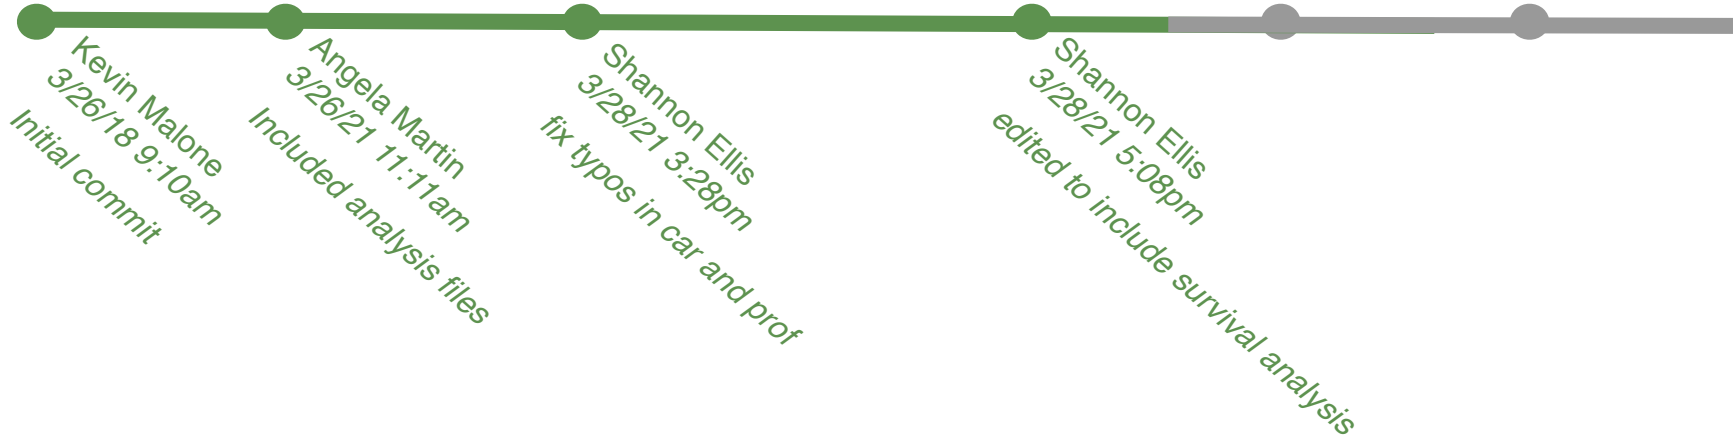 Kevin Malone
3/26/18 9:10am
Initial commit
Angela Martin
3/26/21 11:11am
Included analysis files
Shannon Ellis
3/28/21 3:28pm
fix typos in car and prof
Shannon Ellis
3/28/21 5:08pm
edited to include survival analysis